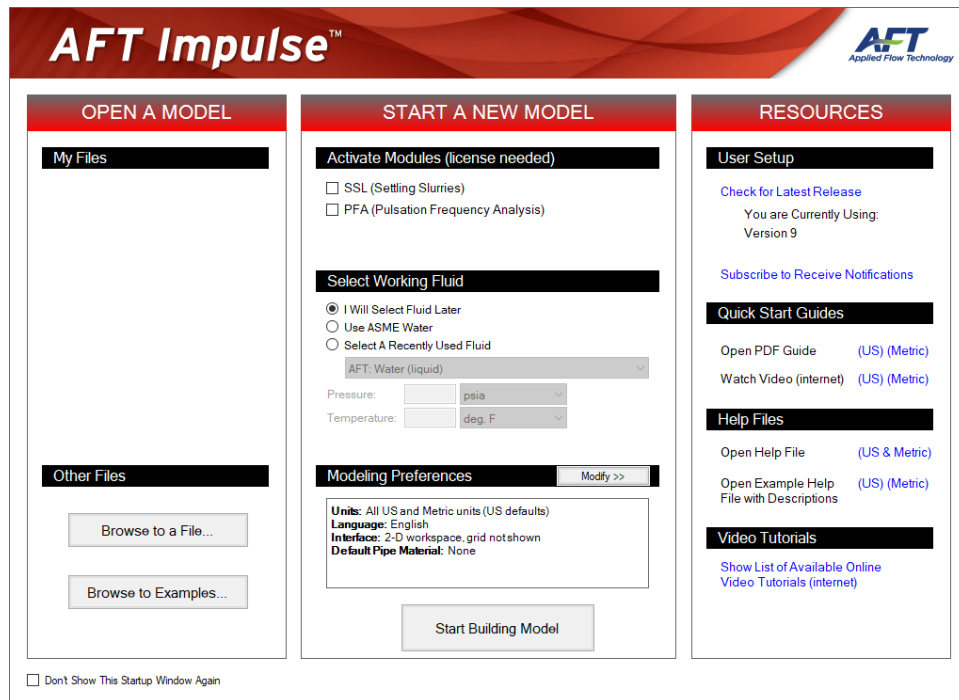 AFT Impulse™
AFT
Applied Flow Technology
OPEN A MODEL
My Files
Other Files
Browse to a File...
Browse to Examples...
START A NEW MODEL
Activate Modules (license needed)
SSL (Settling Slurries)
PFA (Pulsation Frequency Analysis)
Select Working Fluid
I Will Select Fluid Later
Use ASME Water
Select A Recently Used Fluid
AFT: Water (liquid)
Pressure: psia
Temperature: deg. F
Modeling Preferences Modify >>
Units: All US and Metric units (US defaults)
Language: English
Interface: 2-D workspace, grid not shown
Default Pipe Material: None
Start Building Model
RESOURCES
User Setup
Check for Latest Release
You are Currently Using:
Version 9
Subscribe to Receive Notifications
Quick Start Guides
Open PDF Guide (US) (Metric)
Watch Video (internet) (US) (Metric)
Help Files
Open Help File (US & Metric)
Open Example Help (US) (Metric)
File with Descriptions
Video Tutorials
Show List of Available Online
Video Tutorials (internet)
Don't Show This Startup Window Again